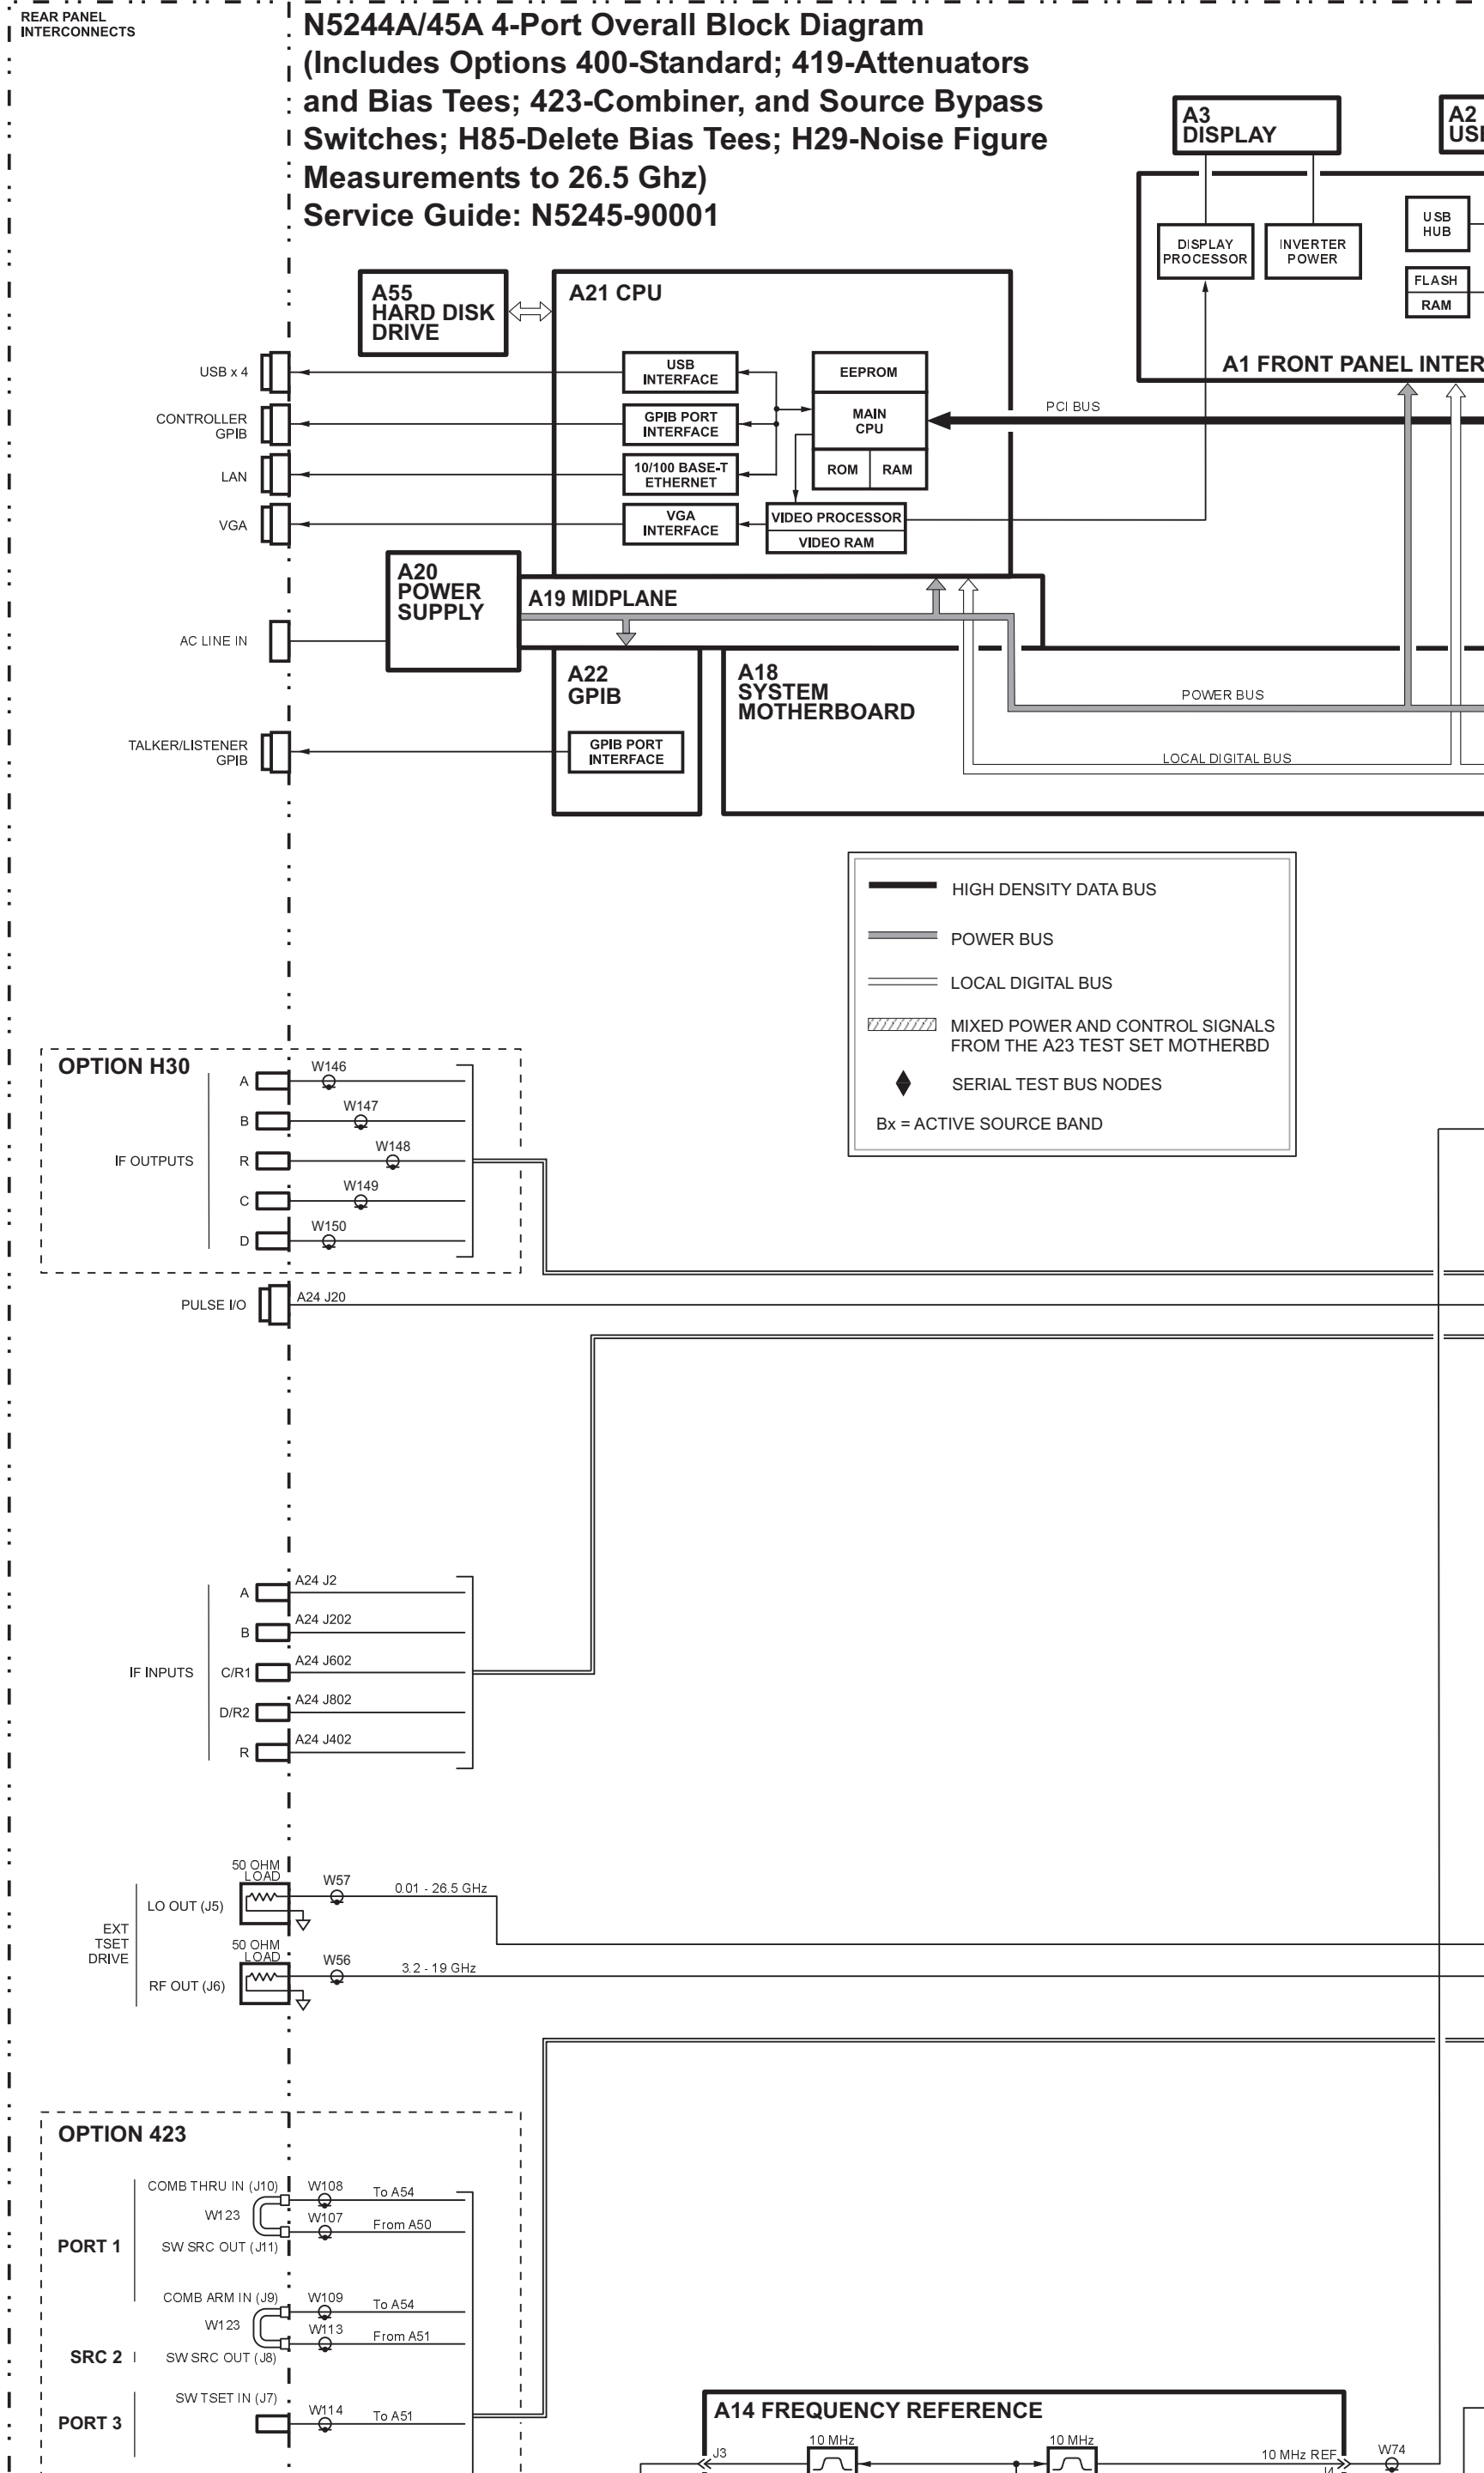 REAR PANEL
INTERCONNECTS
N5244A/45A 4-Port Overall Block Diagram
(Includes Options 400-Standard; 419-Attenuators
and Bias Tees; 423-Combiner, and Source Bypass
Switches; H85-Delete Bias Tees; H29-Noise Figure
Measurements to 26.5 Ghz)
Service Guide: N5245-90001
A3
DISPLAY
A2
DISPLAY
PROCESSOR
INVERTER
POWER
USB
HUB
FLASH
RAM
A1 FRONT PANEL
A55
HARD DISK
DRIVE
A21 CPU
USB x 4
USB
INTERFACE
EEPROM
CONTROLLER
GPIB
GPIB PORT
INTERFACE
MAIN
CPU
PCI BUS
LAN
10/100 BASE-T
ETHERNET
ROM
RAM
VGA
VGA
INTERFACE
VIDEO PROCESSOR
VIDEO RAM
A20
POWER
SUPPLY
A19 MIDPLANE
AC LINE IN
A22
GPIB
A18
SYSTEM
MOTHERBOARD
POWER BUS
TALKER/LISTENER
GPIB
GPIB PORT
INTERFACE
LOCAL DIGITAL BUS
HIGH DENSITY DATA BUS
POWER BUS
LOCAL DIGITAL BUS
MIXED POWER AND CONTROL SIGNALS
FROM THE A23 TEST SET MOTHERBD
SERIAL TEST BUS NODES
Bx = ACTIVE SOURCE BAND
OPTION H30
IF OUTPUTS
A
W146
B
W147
R
W148
C
W149
D
W150
PULSE I/O
A24 J20
IF INPUTS
A
A24 J2
B
A24 J202
C/R1
A24 J602
D/R2
A24 J802
R
A24 J402
EXT
TSET
DRIVE
50 OHM
LOAD
LO OUT (J5)
W57
0.01 - 26.5 GHz
50 OHM
LOAD
RF OUT (J6)
W56
3.2 - 19 GHz
OPTION 423
PORT 1
COMB THRU IN (J10)
W108
To A54
W123
W107
From A50
SW SRC OUT (J11)
COMB ARM IN (J9)
W109
To A54
W123
W113
From A51
SRC 2
SW SRC OUT (J8)
PORT 3
SW TSET IN (J7)
W114
To A51
A14 FREQUENCY REFERENCE
J3
10 MHz
10 MHz
10 MHz REF
W74